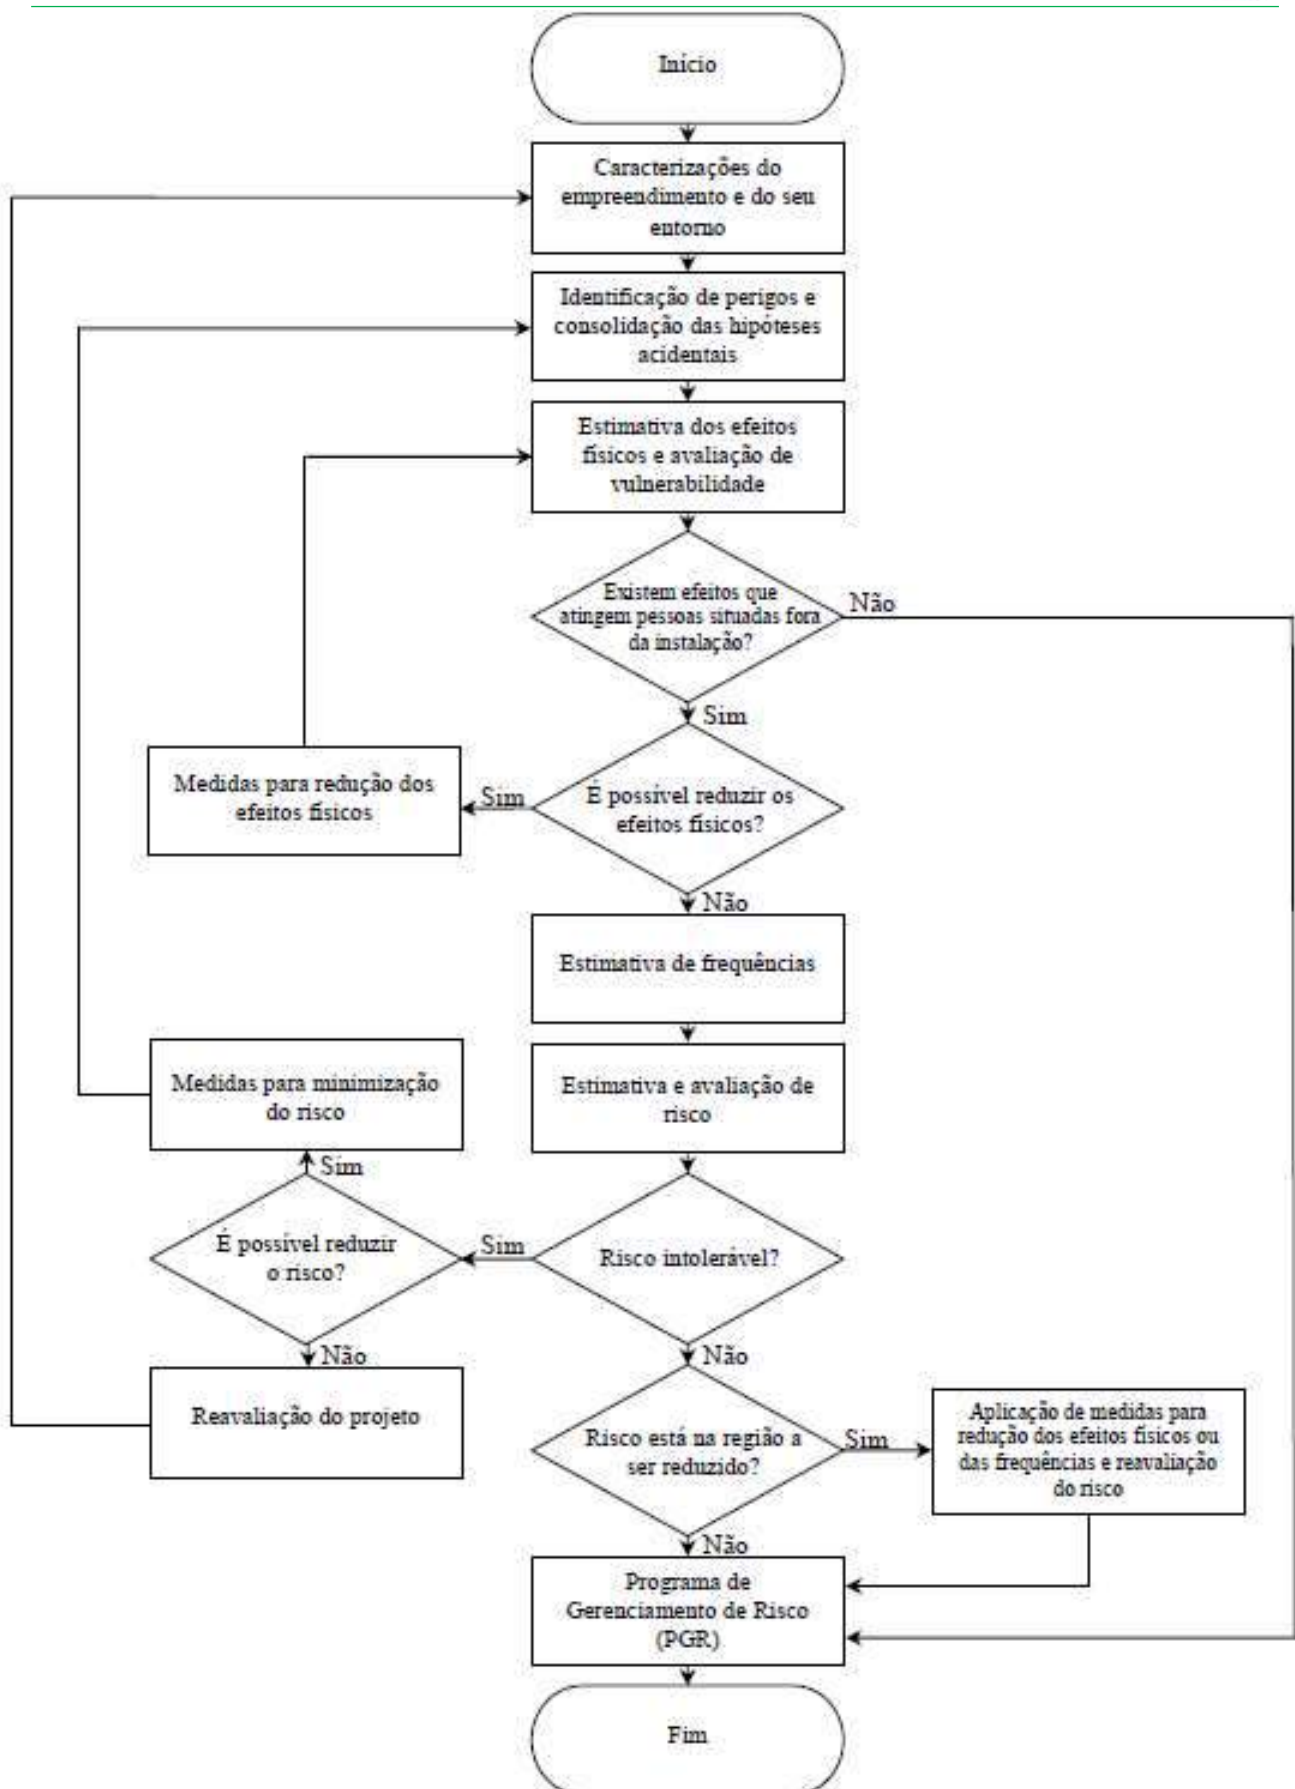 Início
Caracterizações do
empreendimento e do seu
entorno
Identificação de perigos e
consolidação das hipóteses
acidentais
Estimativa dos efeitos
físicos e avaliação de
vulnerabilidade
Existem efeitos que
atingem pessoas situadas fora
da instalação?
Não
Sim
Medidas para redução dos
efeitos físicos
Sim
É possível reduzir os
efeitos físicos?
Não
Estimativa de frequências
Medidas para minimização
do risco
Estimativa e avaliação de
risco
Sim
É possível reduzir
o risco?
Sim
Risco intolerável?
Não
Não
Reavaliação do projeto
Risco está na região a
ser reduzido?
Sim
Aplicação de medidas para
redução dos efeitos físicos ou
das frequências e reavaliação
do risco
Não
Programa de
Gerenciamento de Risco
(PGR)
Fim